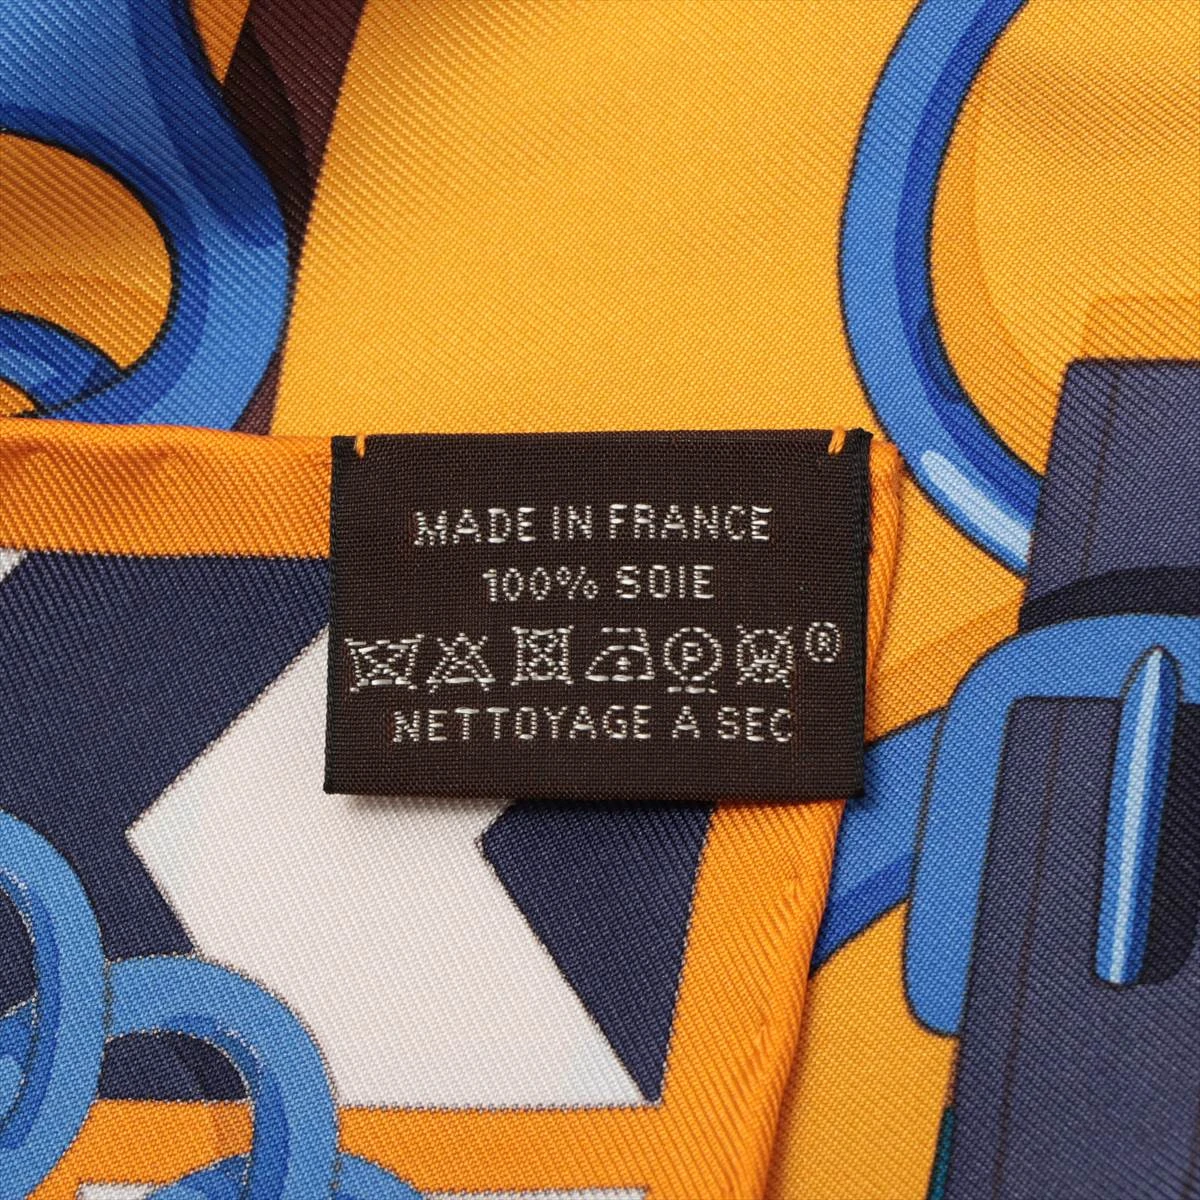 MADE IN FRANCE
100% SOIE
P ®
NETTOYAGE A SEC